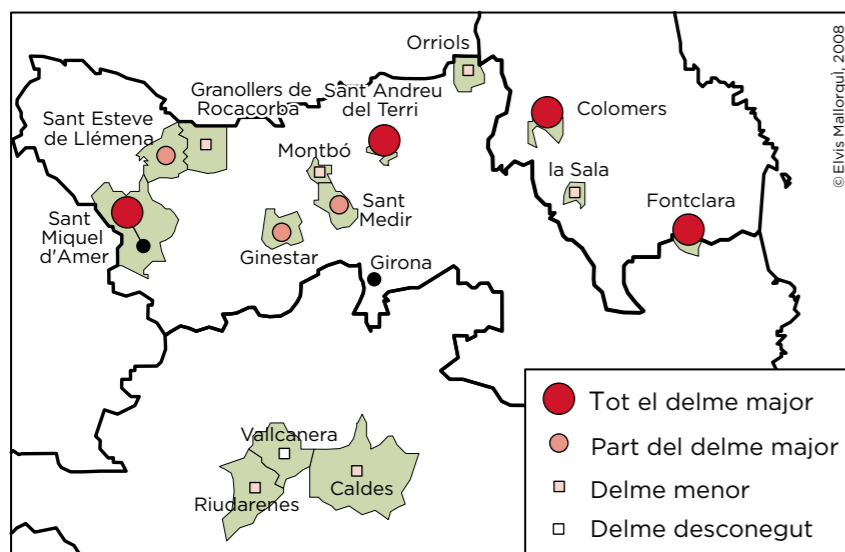 Orriols
Granollers de
Rocacorba
Sant Andreu
del Terri
Colomers
Sant Esteve
de Llémena
Montbó
la Sala
Sant
Medir
Fontclara
Sant
Miquel
d'Amer
Ginestar
Girona
Vallcanera
Riudarenes
Caldes
Tot el delme major
Part del delme major
Delme menor
Delme desconegut
© Elvis Mallorquì, 2008